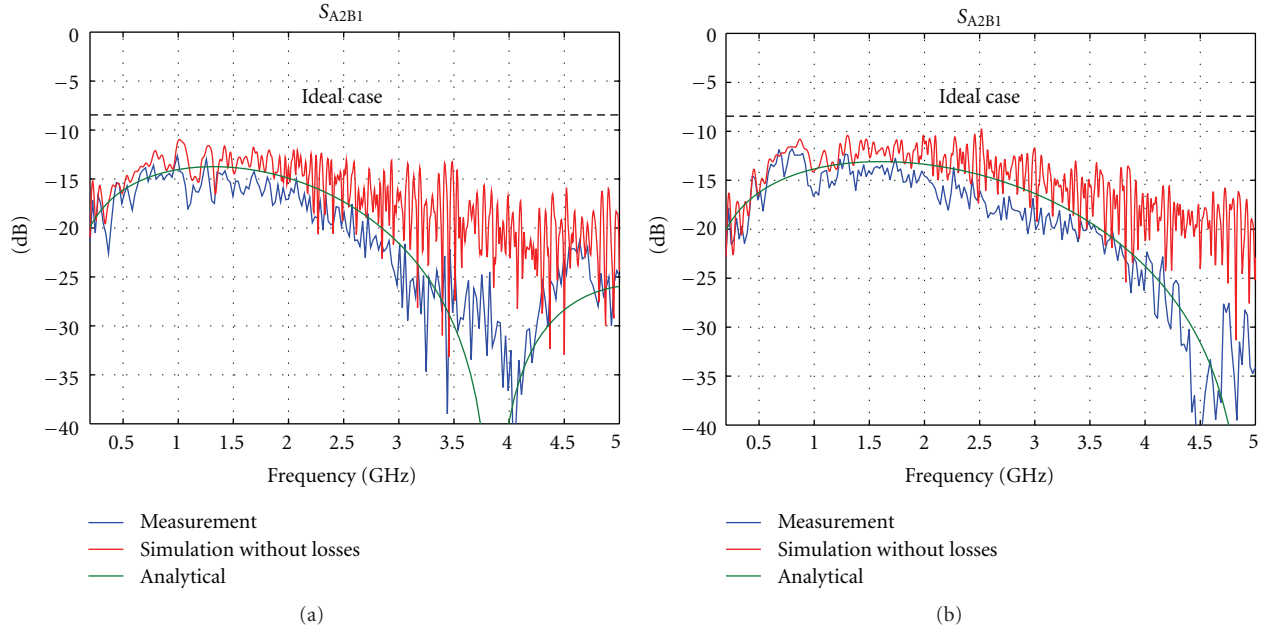 S_A2B1
0
−5
−10
−15
−20
−25
−30
−35
−40
(dB)
Ideal case
0.5 1 1.5 2 2.5 3 3.5 4 4.5 5
Frequency (GHz)
Measurement
Simulation without losses
Analytical
(a)
S_A2B1
0
−5
−10
−15
−20
−25
−30
−35
−40
(dB)
Ideal case
0.5 1 1.5 2 2.5 3 3.5 4 4.5 5
Frequency (GHz)
Measurement
Simulation without losses
Analytical
(b)